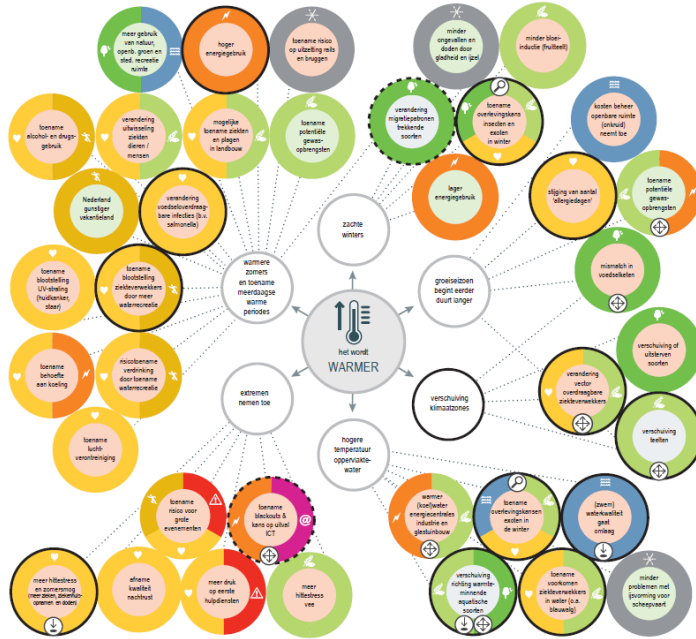 meer gebruik
van natuur,
openb. groen en
sted. recreatie
ruimte
hoger
energiegebruik
toename risico
op uitzetting rails
en bruggen
minder
ongevallen en
doden door
gladheid en ijzel
minder bloei-
inductie (fruitteelt)
toename
alcohol- en drugs-
gebruik
verandering
uitwisseling
ziekten
dieren /
mensen
mogelijke
toename ziekten
en plagen
in landbouw
toename
potentiële
gewas-
opbrengsten
verandering
migratiepatronen
trekkende
soorten
toename
overlevingskans
insecten en
exoten
in winter
kosten beheer
openbare ruimte
(onkruid)
neemt toe
Nederland
gunstiger
vakantieland
verandering
voedseloverdraag-
bare infecties (b.v.
salmonella)
lager
energiegebruik
stijging van aantal
'allergiedagen'
toename
potentiële
gewas-
opbrengsten
zachte
winters
toename
blootstelling
UV-straling
(huidkanker,
staar)
toename
blootstelling
ziekteverwekkers
door meer
waterrecreatie
warmere
zomers
en toename
meerdaagse
warme
periodes
groeiseizoen
begint eerder
duurt langer
mismatch in
voedselketen
het wordt
WARMER
toename
behoefte
aan koeling
risicotoename
verdrinking
door toename
waterrecreatie
extremen
nemen toe
verschuiving
klimaatzones
verschuiving of
uitsterven
soorten
verandering
vector
overdraagbare
ziekteverwekkers
toename
lucht-
verontreiniging
hogere
temperatuur
oppervlakte-
water
verschuiving
teelten
toename
risico voor
grote
evenementen
toename
blackouts &
kans op uitval
ICT
@
warmer
(koel)water
energiecentrales
industrie en
glastuinbouw
toename
overlevingskansen
exoten in
de winter
(zwem)
waterkwaliteit
gaat
omlaag
meer hittestress
en zomersmog
(meer zieken, ziekenhuis-
opnamen en doden)
afname
kwaliteit
nachtrust
meer druk
op eerste
hulpdiensten
meer
hittestress
vee
verschuiving
richting warmte-
minnende
aquatische
soorten
toename
voorkomen
ziekteverwekkers
in water (o.a.
blauwalg)
minder
problemen met
ijsvorming voor
scheepvaart